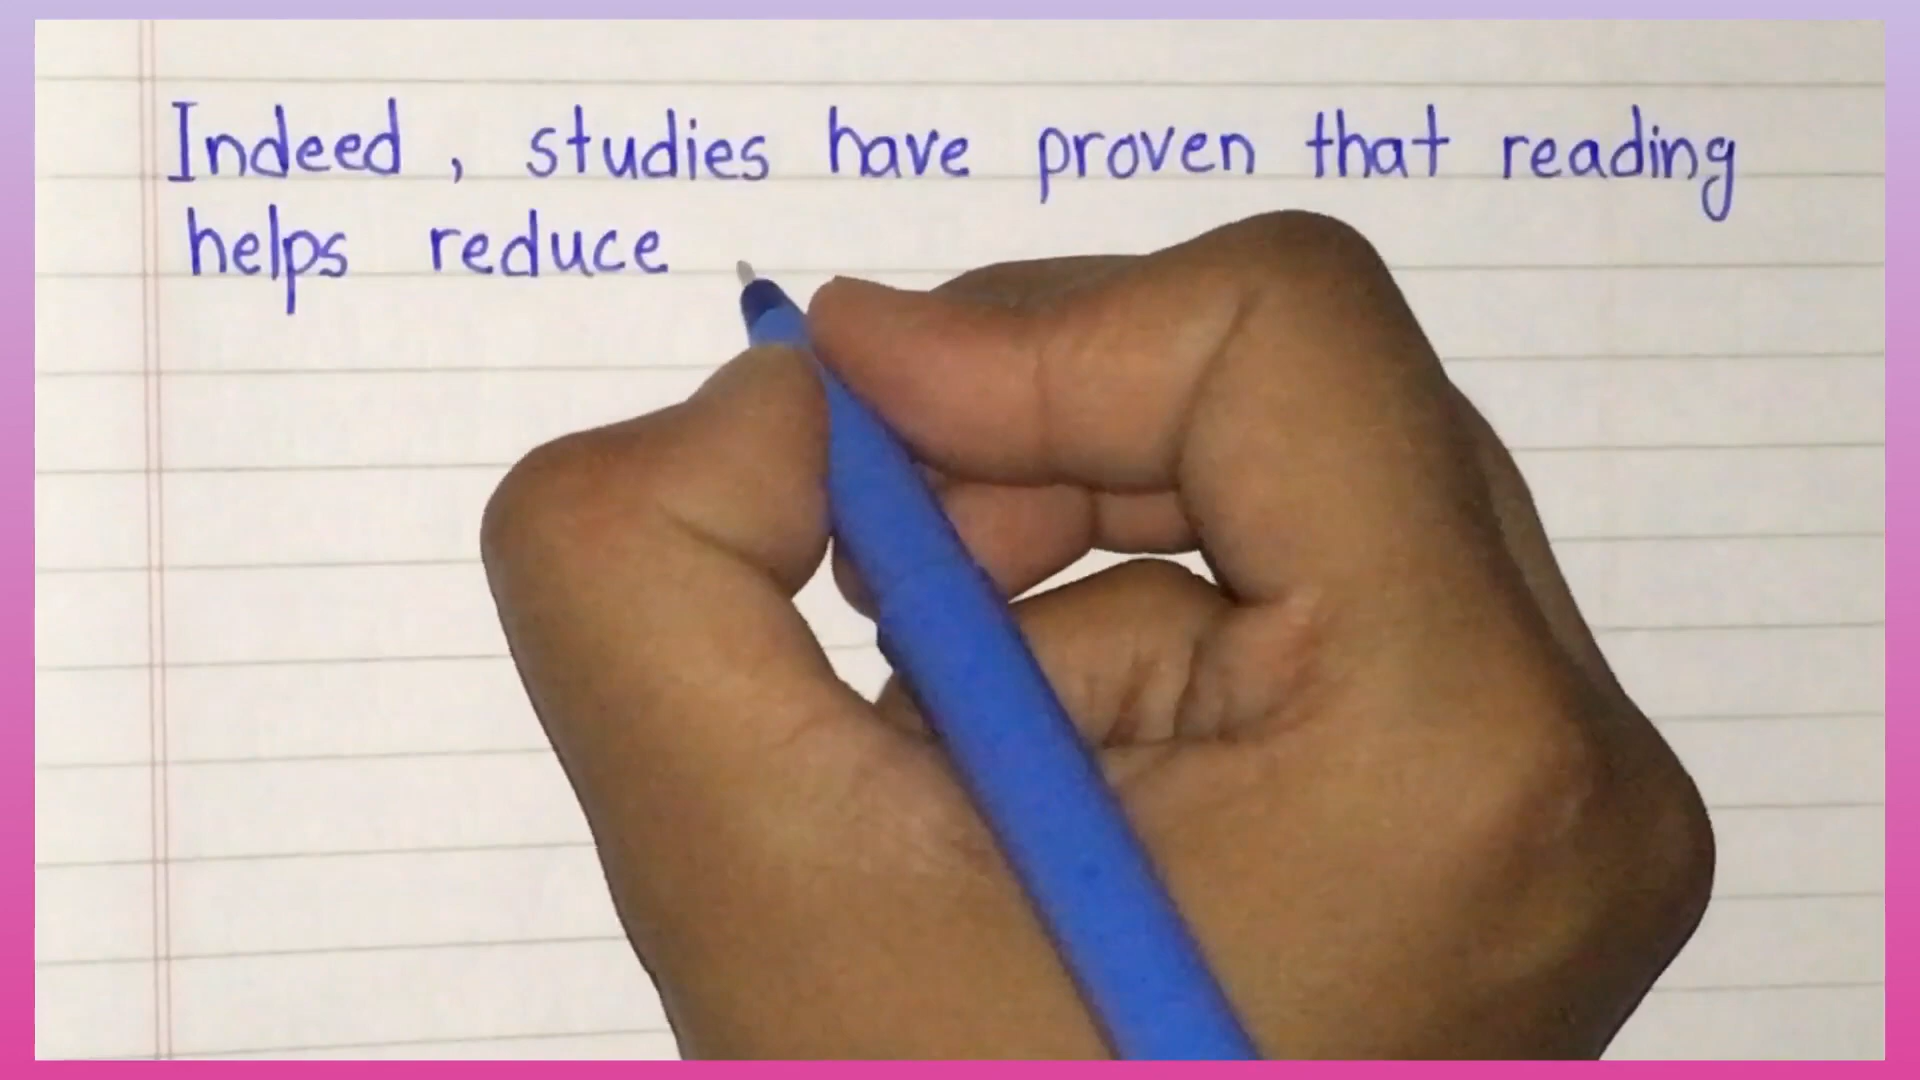 Indeed , studies have proven that reading
helps reduce